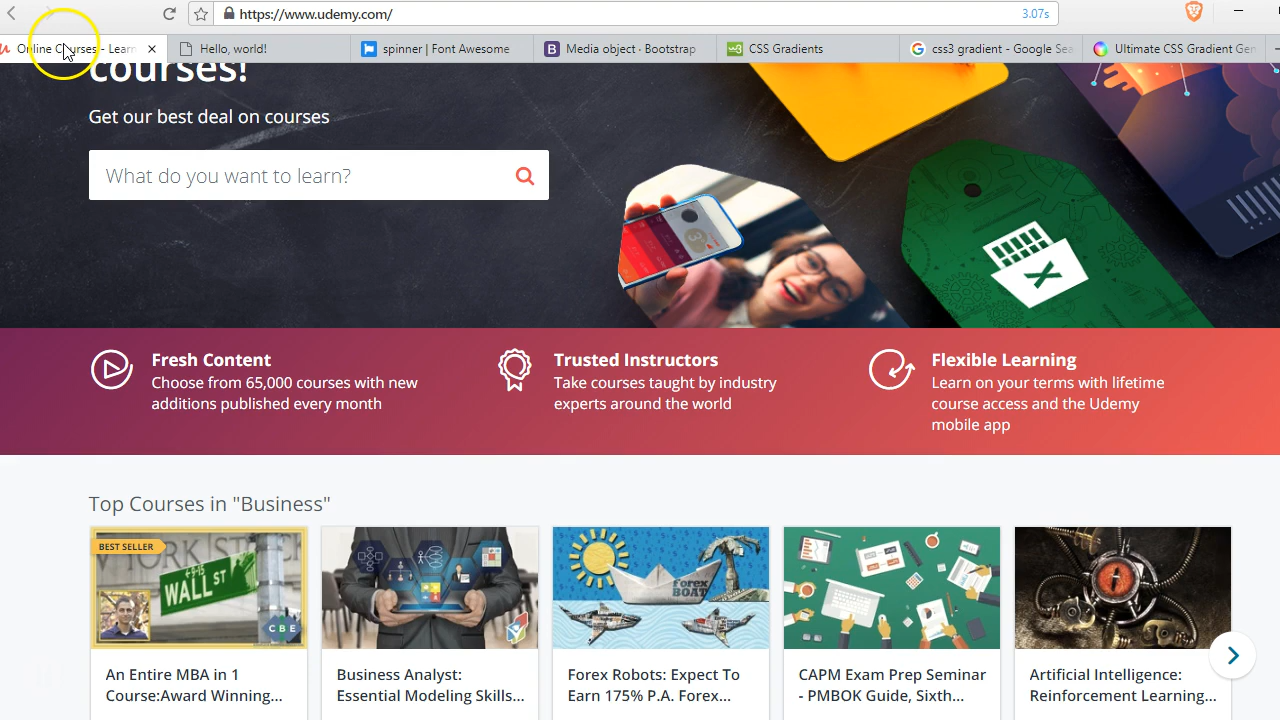 https://www.udemy.com/
3.07s
Online Courses - Learn
Hello, world!
spinner | Font Awesome
Media object · Bootstrap
CSS Gradients
css3 gradient - Google Sea
Ultimate CSS Gradient Gen
courses!
Get our best deal on courses
What do you want to learn?
Fresh Content
Choose from 65,000 courses with new
additions published every month
Trusted Instructors
Take courses taught by industry
experts around the world
Flexible Learning
Learn on your terms with lifetime
course access and the Udemy
mobile app
Top Courses in "Business"
BEST SELLER
WALL ST
CBE
An Entire MBA in 1
Course:Award Winning...
Business Analyst:
Essential Modeling Skills...
Forex
BOAT
Forex Robots: Expect To
Earn 175% P.A. Forex...
CAPM Exam Prep Seminar
- PMBOK Guide, Sixth...
Artificial Intelligence:
Reinforcement Learning...